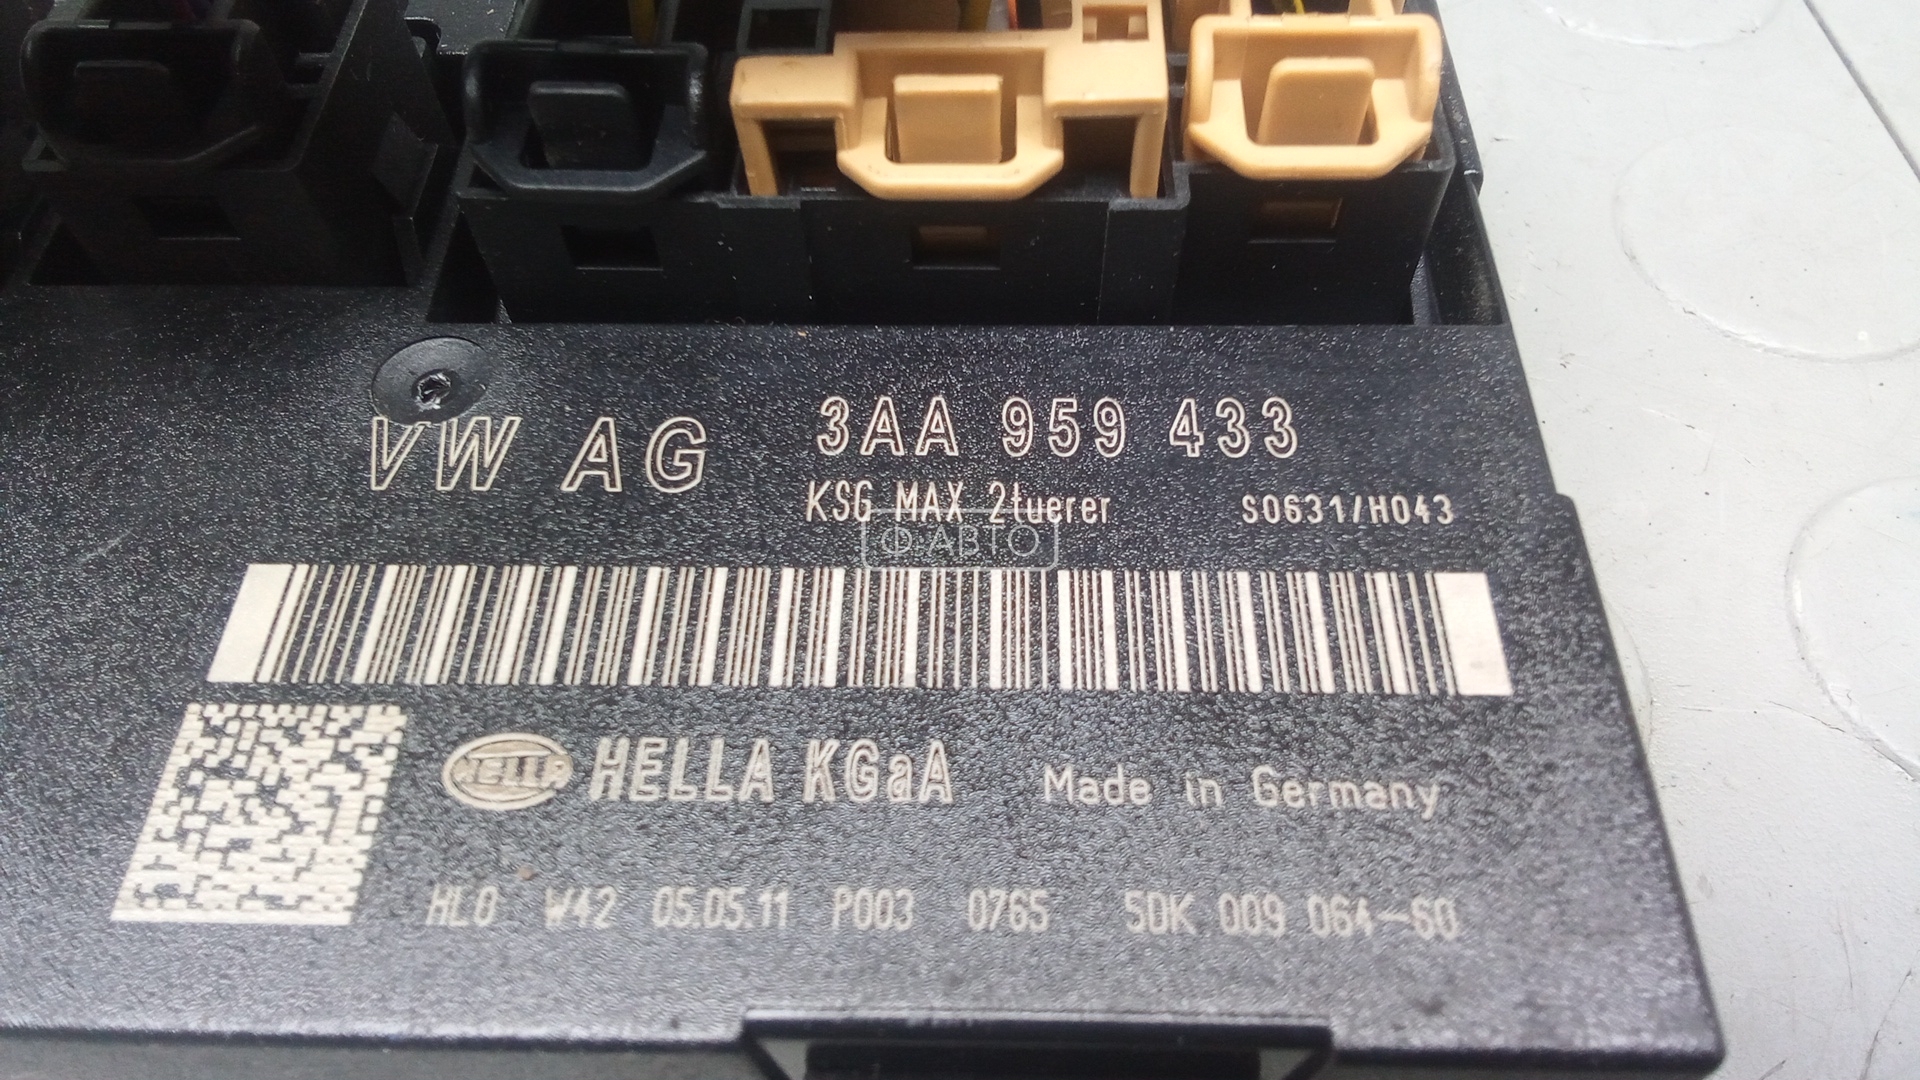 VW AG 3AA 959 433
KSG MAX 2tuerer S0631/H043
Ф-АВТО
HELLA HELLA KGaA Made in Germany
HLO W42 05.05.11 P003 0765 5DK 009 064-60